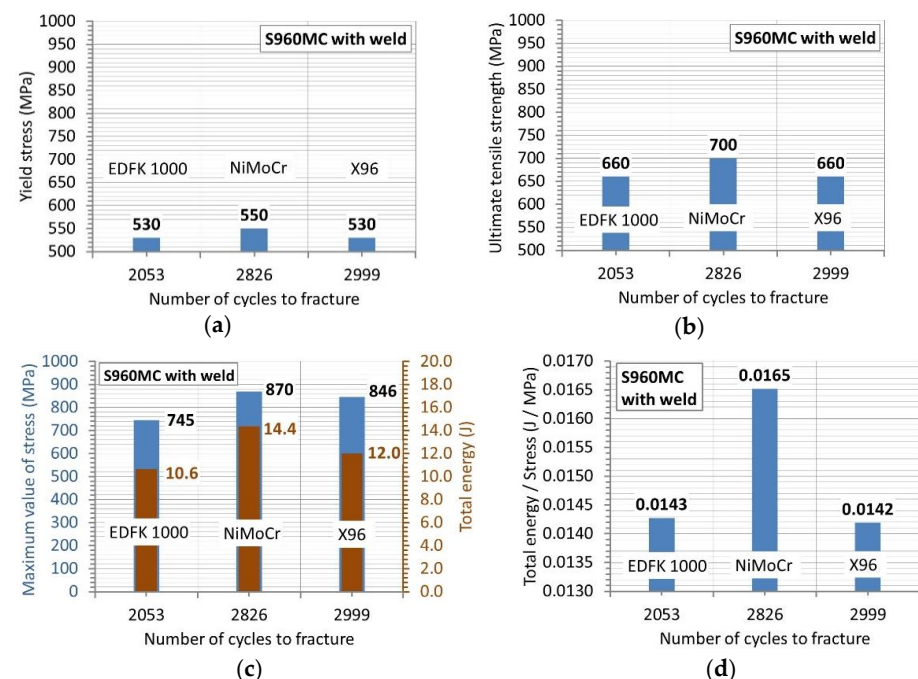 S960MC with weld
Yield stress (MPa)
1000
950
900
850
800
750
700
650
600
550
500
EDFK 1000
NiMoCr
X96
530
550
530
2053
2826
2999
Number of cycles to fracture
(a)
S960MC with weld
Ultimate tensile strength (MPa)
1000
950
900
850
800
750
700
650
600
550
500
660
700
660
EDFK 1000
NiMoCr
X96
2053
2826
2999
Number of cycles to fracture
(b)
S960MC with weld
Maximum value of stress (MPa)
1000
900
800
700
600
500
400
300
200
100
0
745
870
846
10.6
14.4
12.0
EDFK 1000
NiMoCr
X96
20.0
18.0
16.0
14.0
12.0
10.0
8.0
6.0
4.0
2.0
0.0
Total energy (J)
2053
2826
2999
Number of cycles to fracture
(c)
S960MC
with weld
Total energy / Stress (J / MPa)
0.0170
0.0165
0.0160
0.0155
0.0150
0.0145
0.0140
0.0135
0.0130
0.0143
0.0165
0.0142
EDFK 1000
NiMoCr
X96
2053
2826
2999
Number of cycles to fracture
(d)